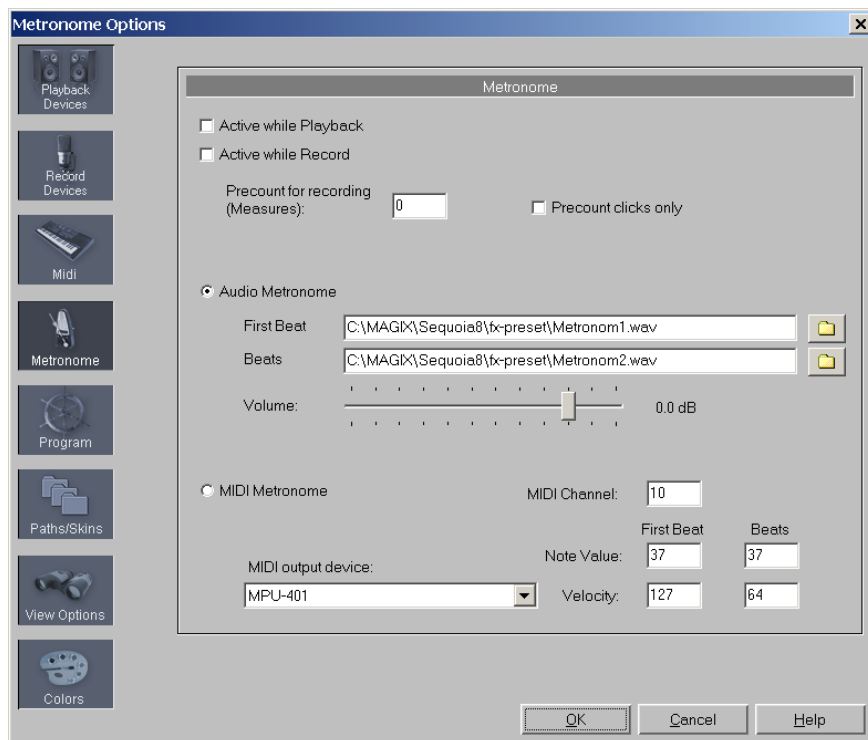 Metronome Options
Playback
Devices
Record
Devices
Midi
Metronome
Program
Paths/Skins
View Options
Colors
Metronome
Active while Playback
Active while Record
Precount for recording
(Measures):
0
Precount clicks only
Audio Metronome
First Beat
C:\MAGIX\Sequoia8\fx-preset\Metronom1.wav
Beats
C:\MAGIX\Sequoia8\fx-preset\Metronom2.wav
Volume:
0.0 dB
MIDI Metronome
MIDI Channel:
10
First Beat
Beats
Note Value:
37
37
MIDI output device:
MPU-401
Velocity:
127
64
OK
Cancel
Help